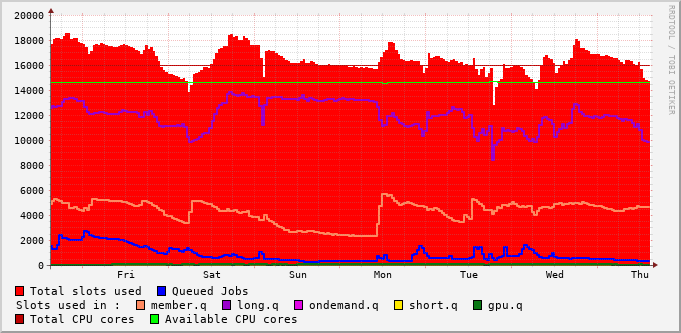 20000
18000
16000
14000
12000
10000
8000
6000
4000
2000
0
Fri Sat Sun Mon Tue Wed Thu
RRDTOOL / TOBI OETIKER
Total slots used Queued Jobs
Slots used in : member.q long.q ondemand.q short.q gpu.q
Total CPU cores Available CPU cores